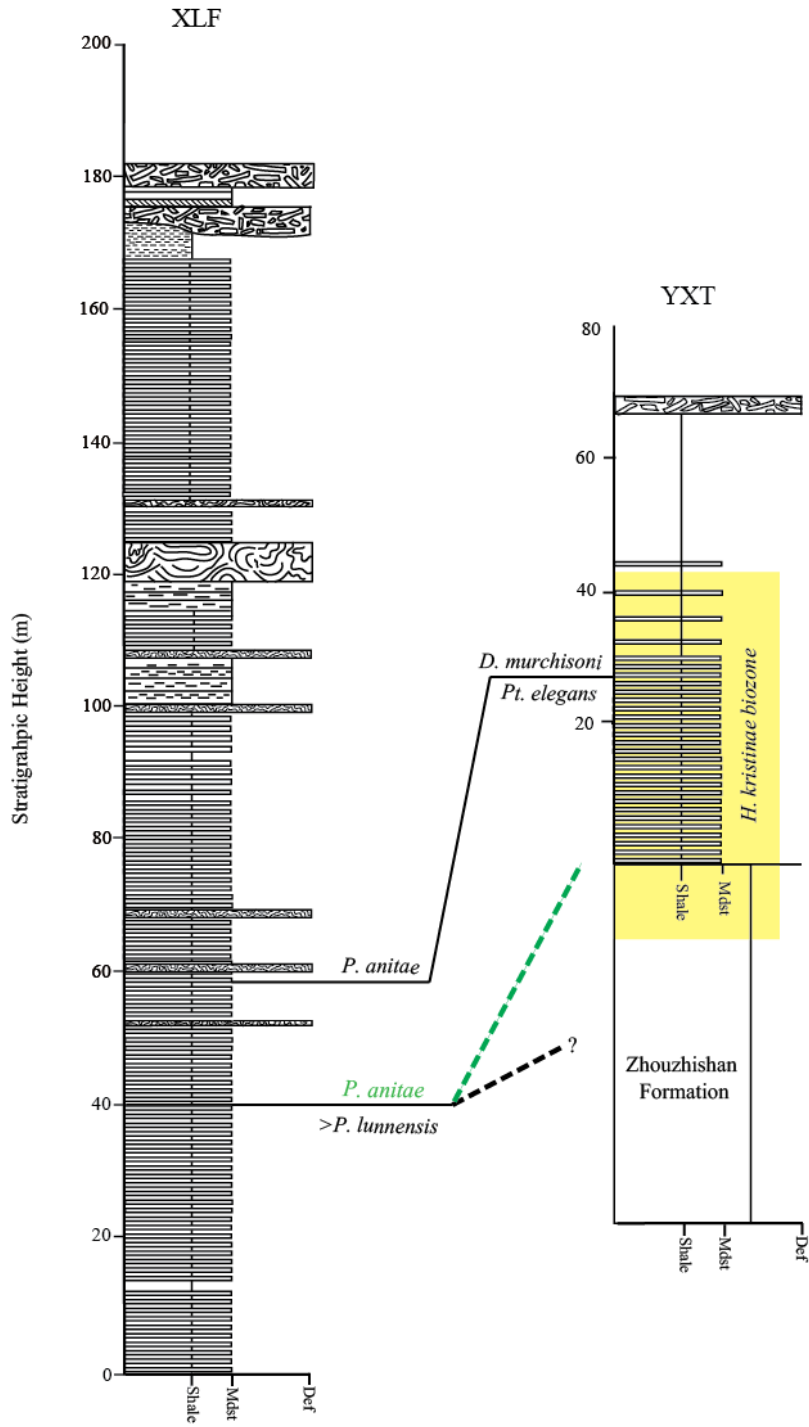 XLF
200
180
160
140
120
100
80
60
40
20
0
Stratigrahpic Height (m)
Shale
Mdst
Def
P. anitae
P. anitae
>P. lunnensis
?
D. murchisoni
Pt. elegans
YXT
80
60
40
20
H. kristinae biozone
Shale
Mdst
Zhouzhishan
Formation
Shale
Mdst
Def